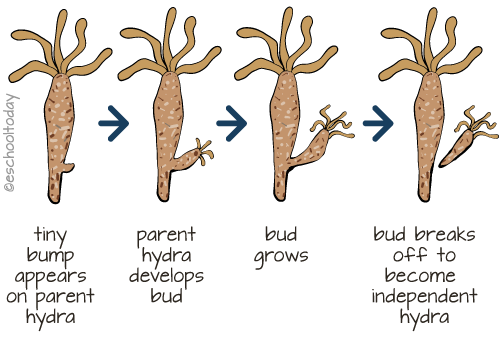 ©eschooltoday
tiny
bump
appears
on parent
hydra
parent
hydra
develops
bud
bud
grows
bud breaks
off to
become
independent
hydra